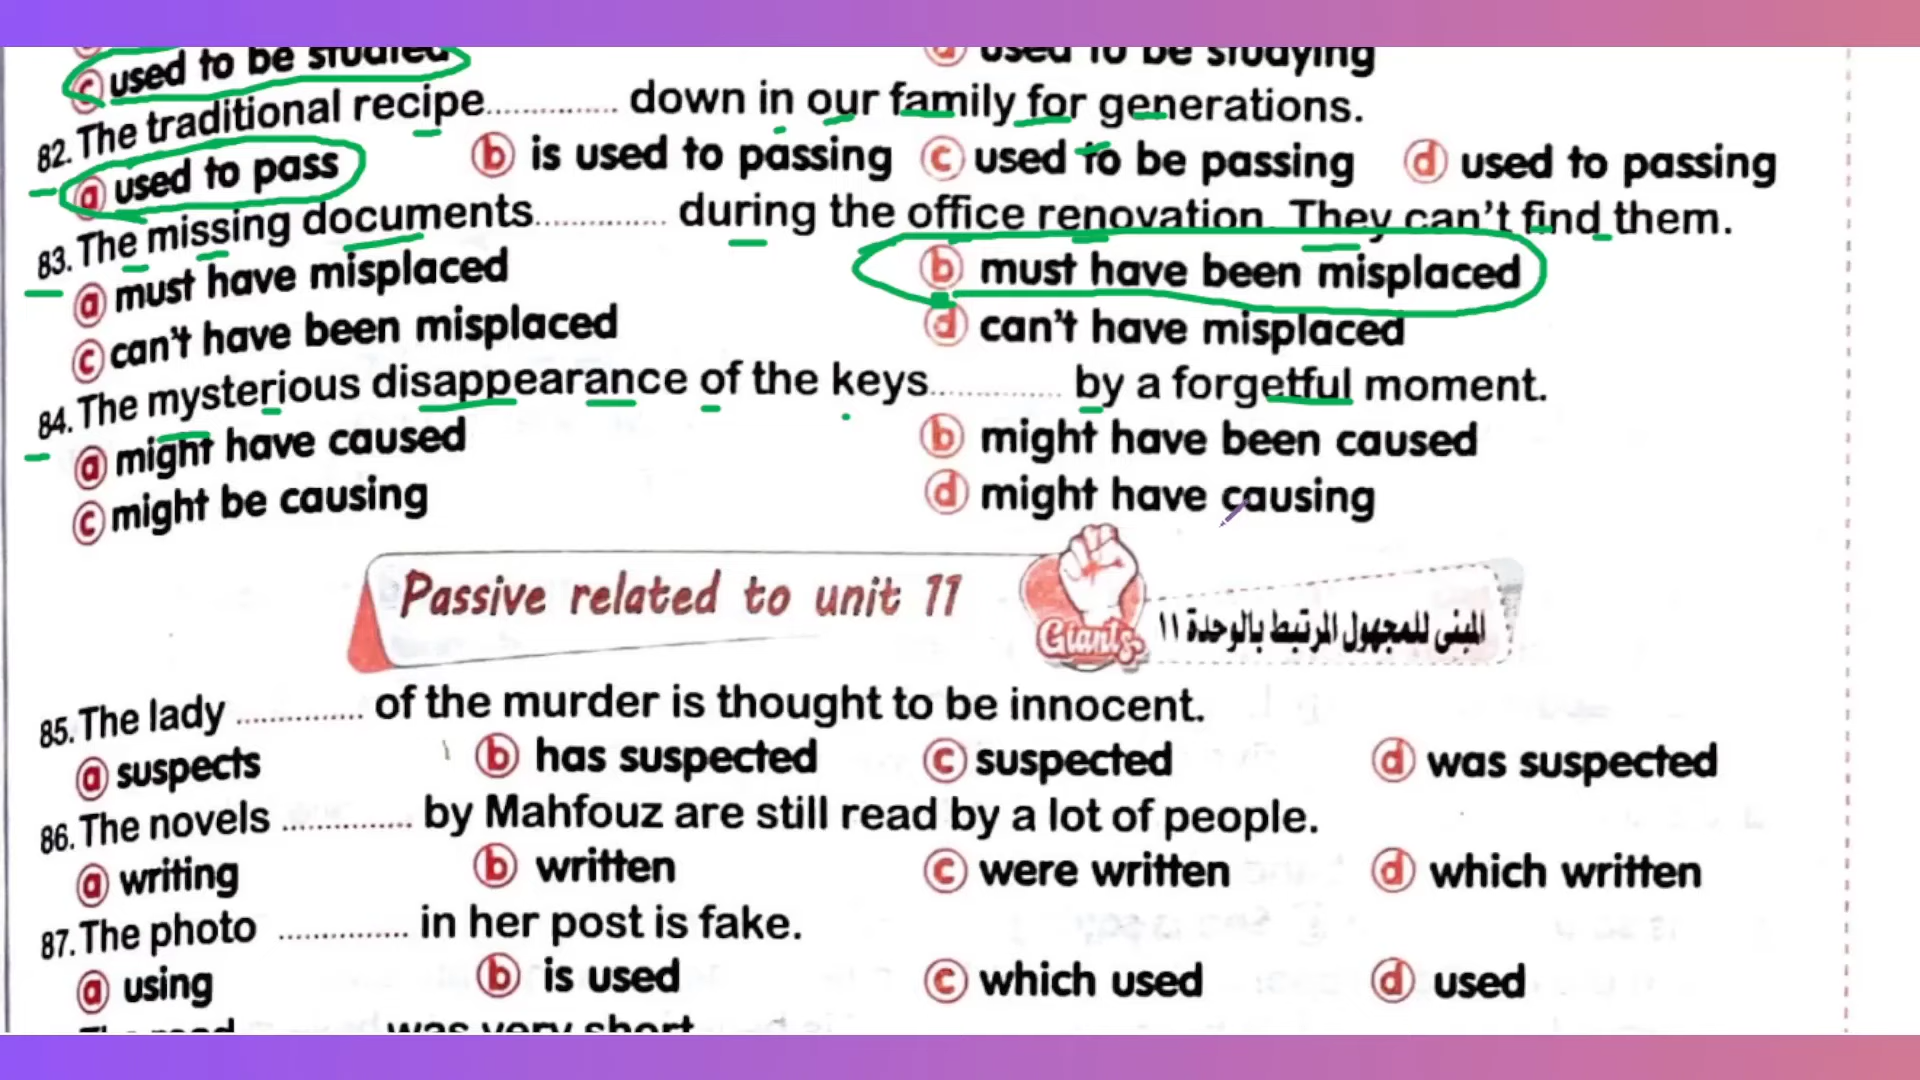 c used to be studied d used to be studying
82. The traditional recipe.............. down in our family for generations.
a used to pass b is used to passing c used to be passing d used to passing
83. The missing documents.............. during the office renovation. They can't find them.
a must have misplaced b must have been misplaced
c can't have been misplaced d can't have misplaced
84. The mysterious disappearance of the keys.............. by a forgetful moment.
a might have caused b might have been caused
c might be causing d might have causing
Passive related to unit 11 Giants المبنى للمجهول المرتبط بالوحدة ١١
85. The lady .............. of the murder is thought to be innocent.
a suspects b has suspected c suspected d was suspected
86. The novels .............. by Mahfouz are still read by a lot of people.
a writing b written c were written d which written
87. The photo .............. in her post is fake.
a using b is used c which used d used
was very short